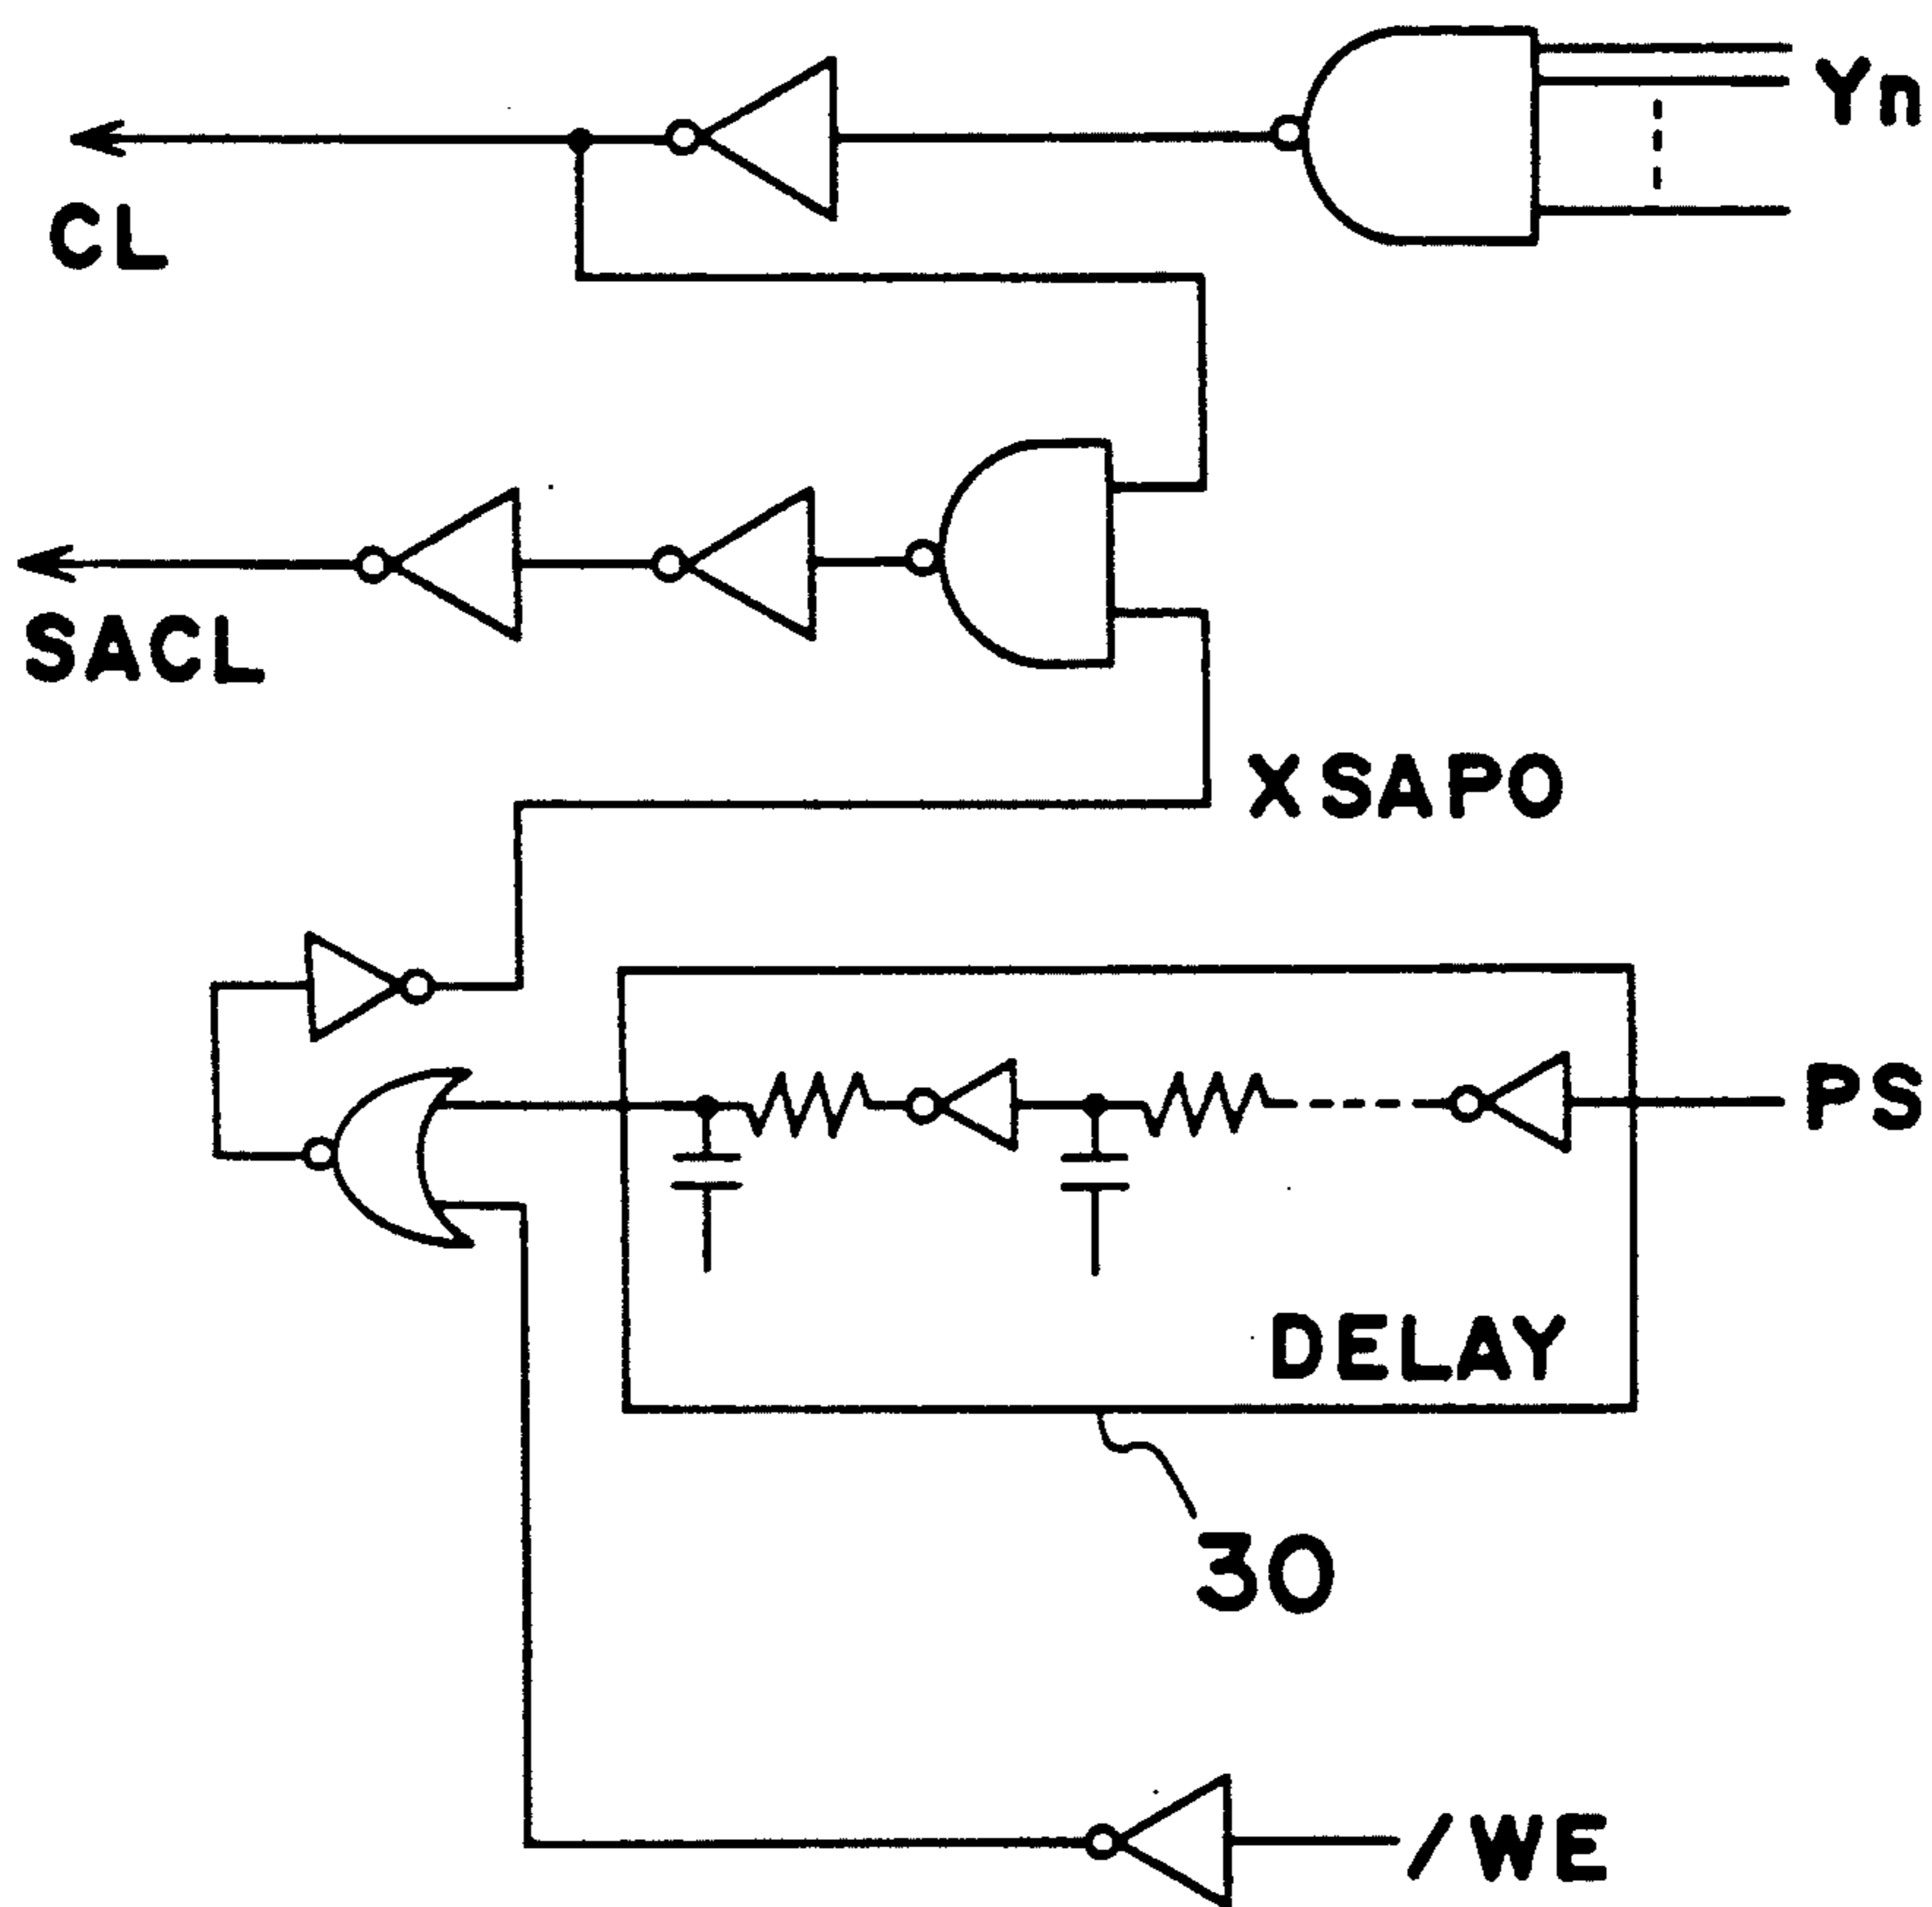 Yn
CL
SACL
XSAPO
PS
DELAY
30
/WE